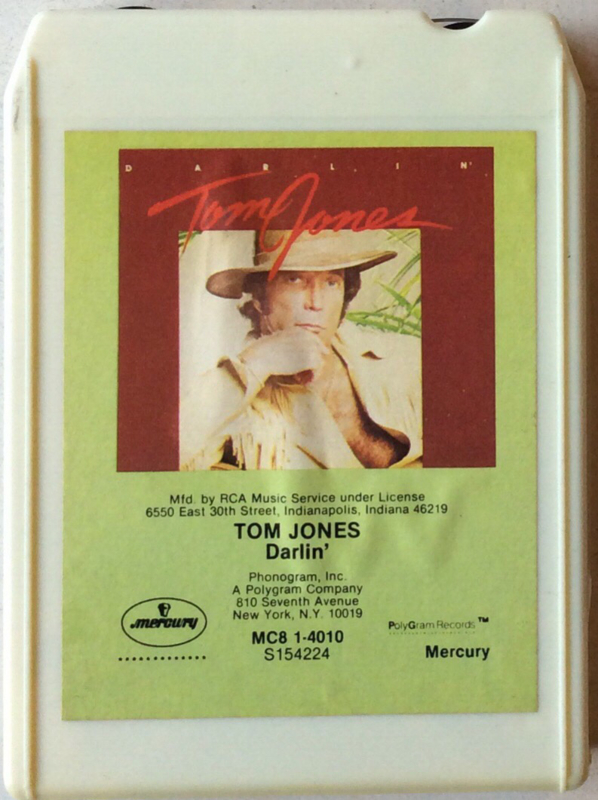 DARLIN'
Tom Jones
Mfd. by RCA Music Service under License
6550 East 30th Street, Indianapolis, Indiana 46219
TOM JONES
Darlin'
Phonogram, Inc.
A Polygram Company
810 Seventh Avenue
New York, N.Y. 10019
mercury
MC8 1-4010
S154224
PolyGram Records™
Mercury